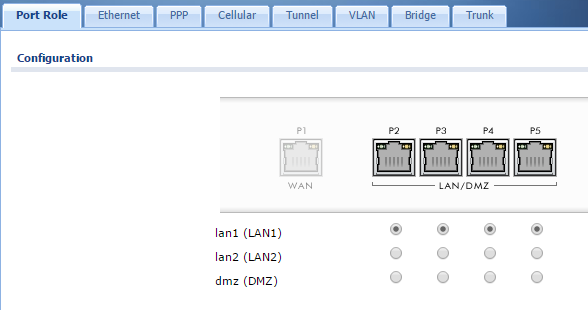 Port Role Ethernet PPP Cellular Tunnel VLAN Bridge Trunk
Configuration
P1 P2 P3 P4 P5
WAN LAN/DMZ
lan1 (LAN1)
lan2 (LAN2)
dmz (DMZ)